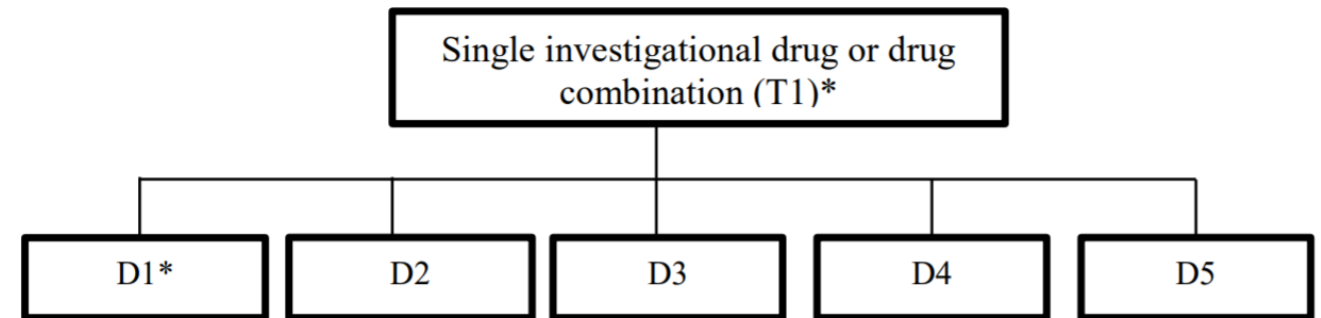 Single investigational drug or drug
combination (T1)*
D1*
D2
D3
D4
D5